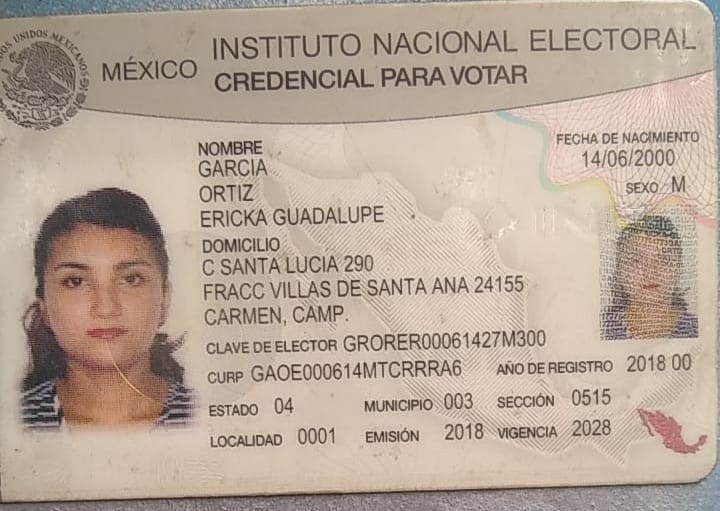 ESTADOS UNIDOS MEXICANOS
MÉXICO INSTITUTO NACIONAL ELECTORAL
CREDENCIAL PARA VOTAR
NOMBRE
GARCIA
ORTIZ
ERICKA GUADALUPE
FECHA DE NACIMIENTO
14/06/2000
SEXO M
DOMICILIO
C SANTA LUCIA 290
FRACC VILLAS DE SANTA ANA 24155
CARMEN, CAMP.
CLAVE DE ELECTOR GRORER00061427M300
CURP GAOE000614MTCRRRA6 AÑO DE REGISTRO 2018 00
ESTADO 04 MUNICIPIO 003 SECCIÓN 0515
LOCALIDAD 0001 EMISIÓN 2018 VIGENCIA 2028